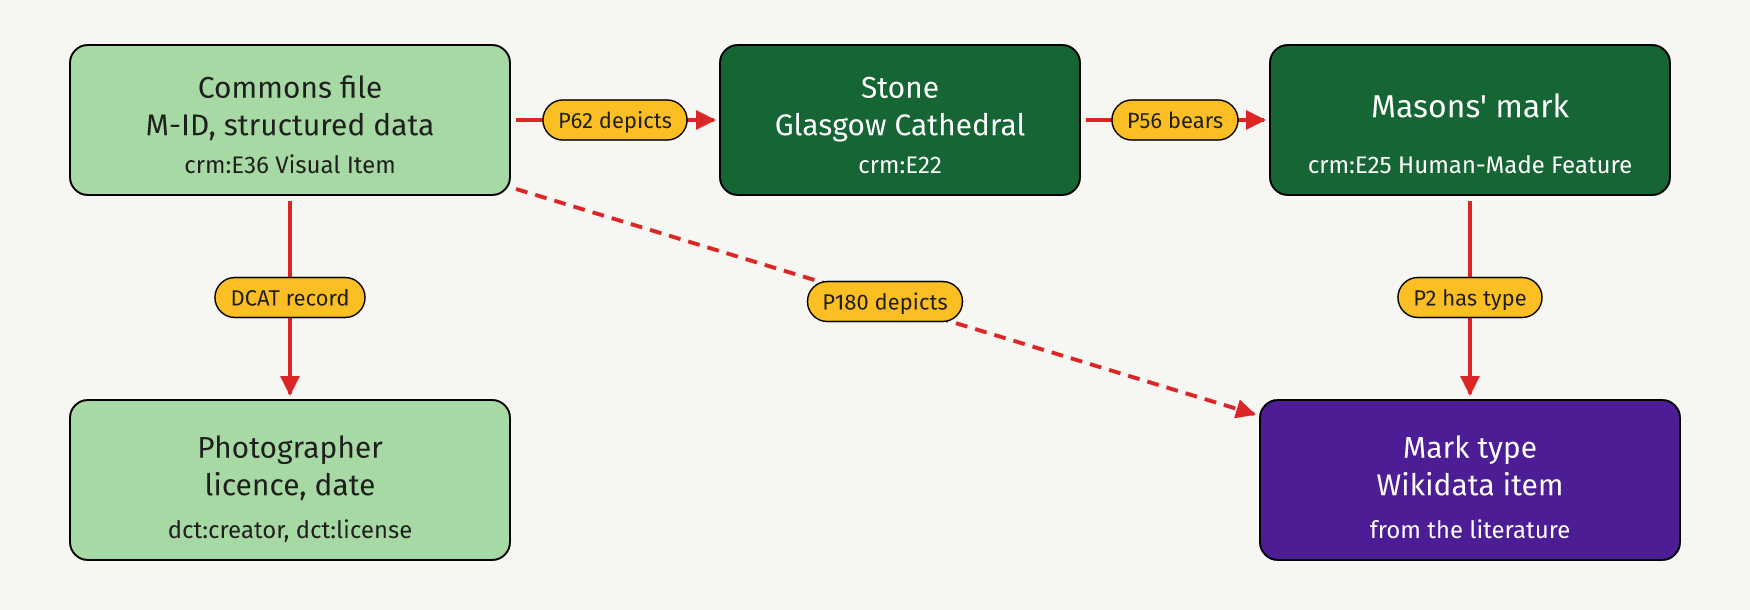 Commons file
M-ID, structured data
crm:E36 Visual Item
P62 depicts
Stone
Glasgow Cathedral
crm:E22
P56 bears
Masons' mark
crm:E25 Human-Made Feature
DCAT record
P180 depicts
P2 has type
Photographer
licence, date
dct:creator, dct:license
Mark type
Wikidata item
from the literature